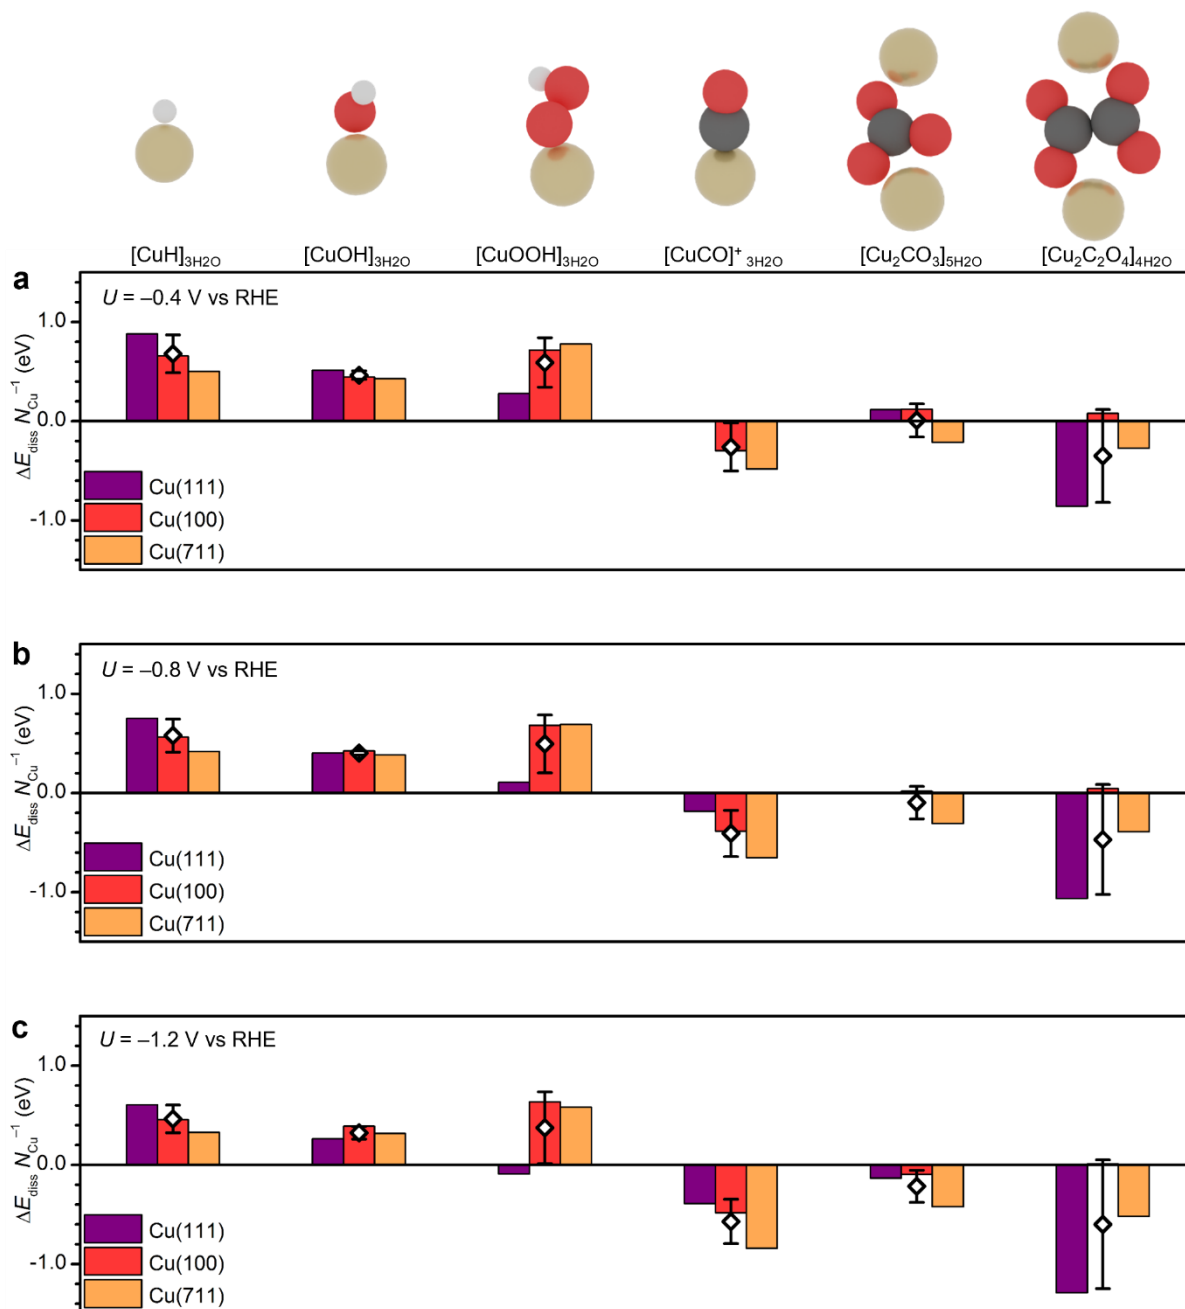 [CuH]3H2O [CuOH]3H2O [CuOOH]3H2O [CuCO]+ 3H2O [Cu2CO3]5H2O [Cu2C2O4]4H2O
a
U = –0.4 V vs RHE
ΔEdiss NCu−1 (eV)
1.0
0.0
-1.0
Cu(111)
Cu(100)
Cu(711)
b
U = –0.8 V vs RHE
ΔEdiss NCu−1 (eV)
1.0
0.0
-1.0
Cu(111)
Cu(100)
Cu(711)
c
U = –1.2 V vs RHE
ΔEdiss NCu−1 (eV)
1.0
0.0
-1.0
Cu(111)
Cu(100)
Cu(711)